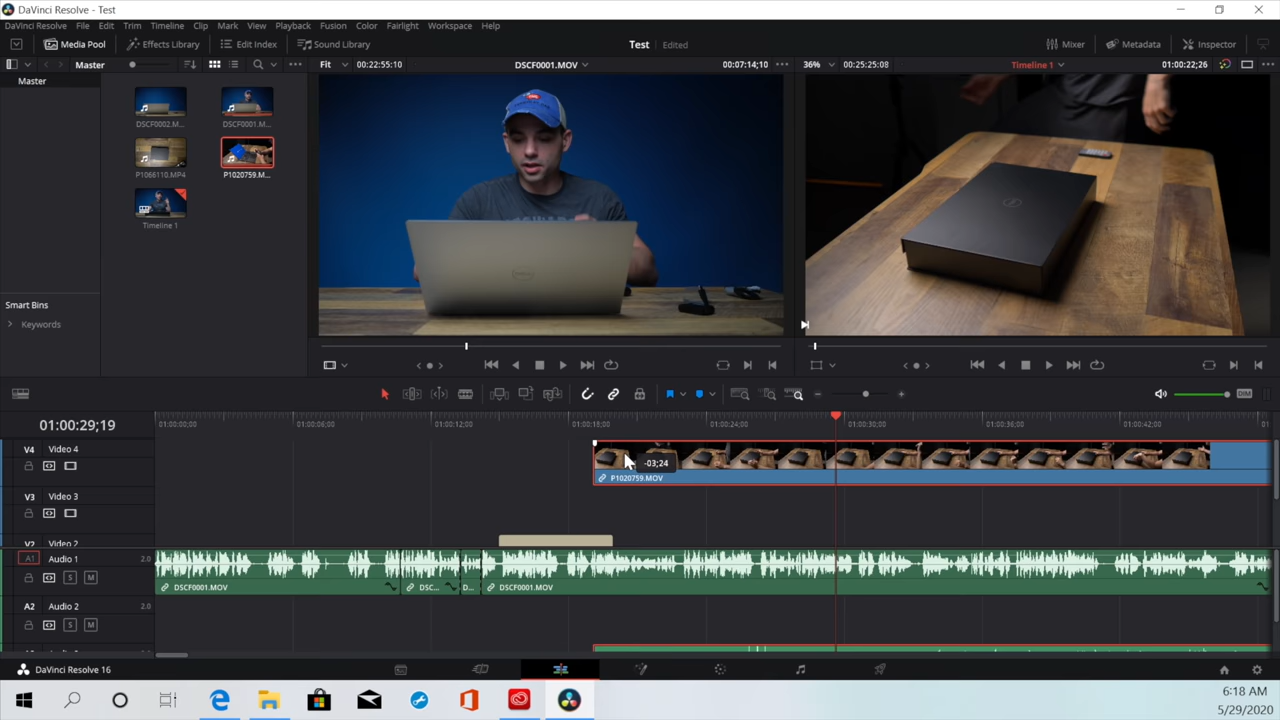 DaVinci Resolve - Test
DaVinci Resolve File Edit Trim Timeline Clip Mark View Playback Fusion Color Fairlight Workspace Help
Media Pool Effects Library Edit Index Sound Library Test Edited Mixer Metadata Inspector
Master Fit 00:22:55:10 DSCF0001.MOV 00:07:14;10 36% 00:25:25:08 Timeline 1 01:00:22;26
Master
DSCF0002.M... DSCF0001.M...
P1066110.MP4 P1020759.M...
Timeline 1
Smart Bins
Keywords
DIM
01:00:29;19 01:00:00;00 01:00:06;00 01:00:12;00 01:00:18;00 01:00:24;00 01:00:30;00 01:00:36;00 01:00:42;00 01
V4 Video 4
-03;24
P1020759.MOV
V3 Video 3
V2 Video 2
A1 Audio 1 2.0
S M
DSCF0001.MOV DSC... D... DSCF0001.MOV
A2 Audio 2 2.0
S M
DaVinci Resolve 16
6:18 AM
5/29/2020